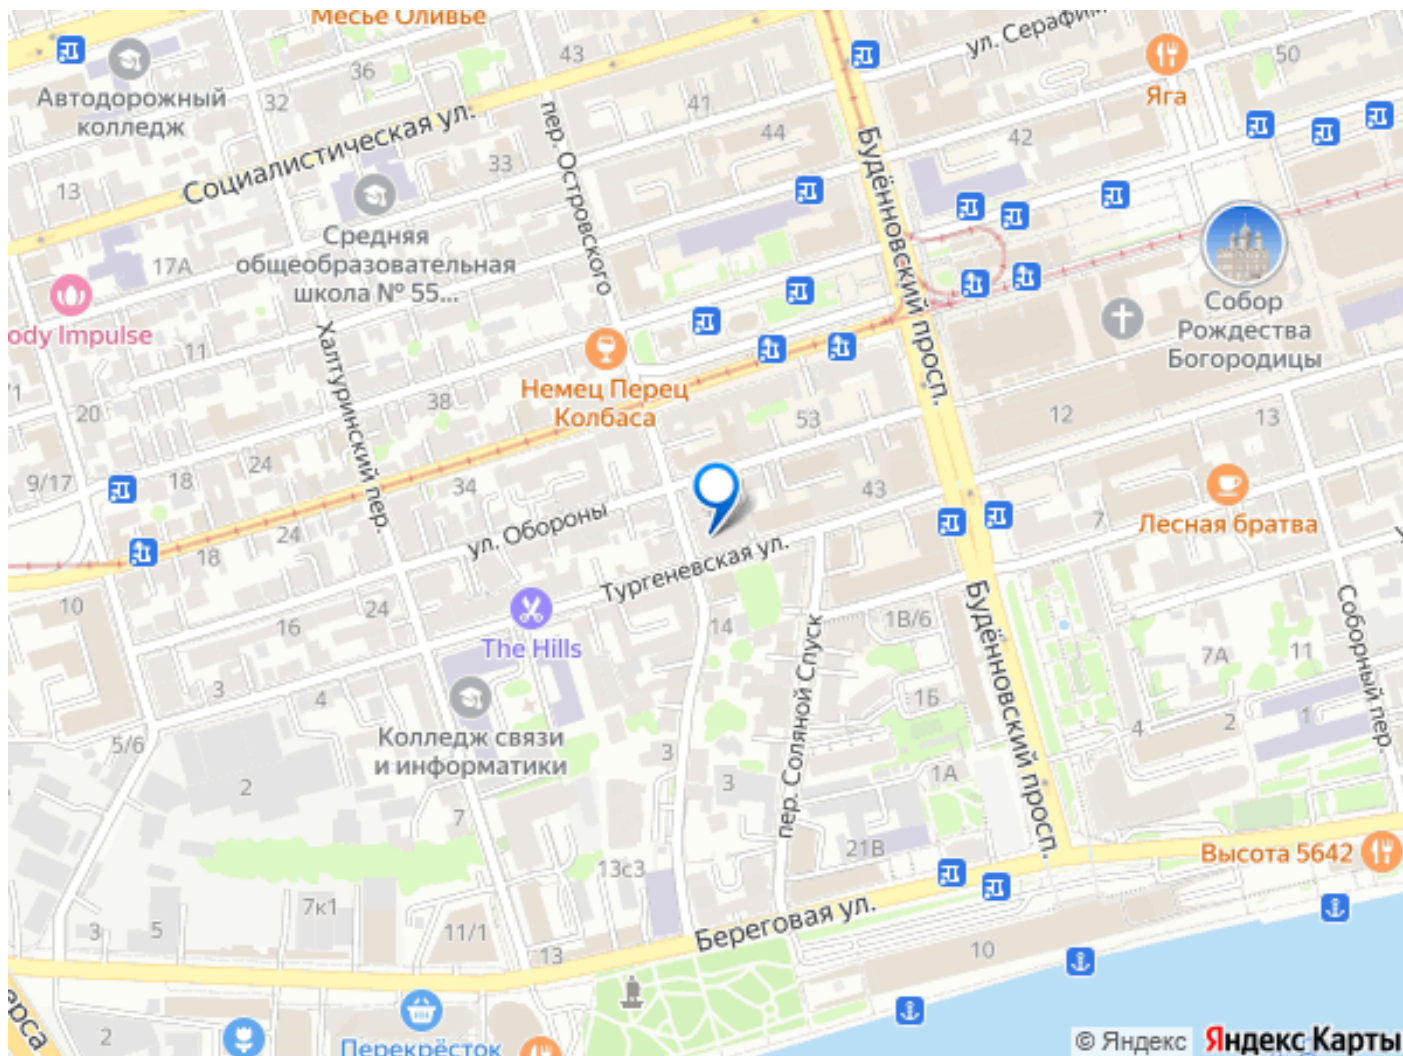 Месье Оливье
43
ул. Серафим
50
36
Автодорожный
колледж
32
Яга
41
44
42
Социалистическая ул.
пер. Островского
33
13
Будённовский просп.
Средняя
общеобразовательная
школа № 55...
17А
Собор
Рождества
Богородицы
ody Impulse
11
Халтуринский пер.
Немец Перец
Колбаса
20
38
53
12
13
9/17
18
24
34
43
7
Лесная братва
ул. Обороны
18
24
Тургеневская ул.
10
16
24
The Hills
14
1В/6
Будённовский просп.
Соборный пер.
7А
11
3
4
пер. Соляной Спуск
1Б
5/6
Колледж связи
и информатики
3
3
4
2
1
2
1А
7
21В
Высота 5642
13с3
7к1
3
5
11/1
13
Береговая ул.
10
ерса
2
Перекрёсток
© Яндекс
Яндекс Карты